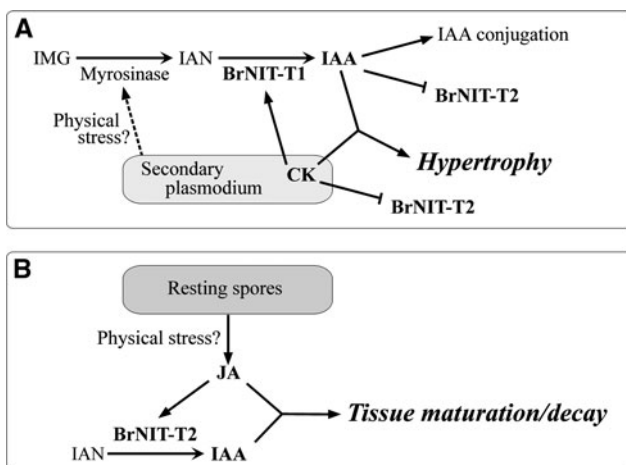 A
IMG
Myrosinase
IAN
BrNIT-T1
IAA
IAA conjugation
BrNIT-T2
Physical
stress?
Secondary
plasmodium
CK
Hypertrophy
BrNIT-T2
B
Resting spores
Physical stress?
JA
BrNIT-T2
IAN
IAA
Tissue maturation/decay